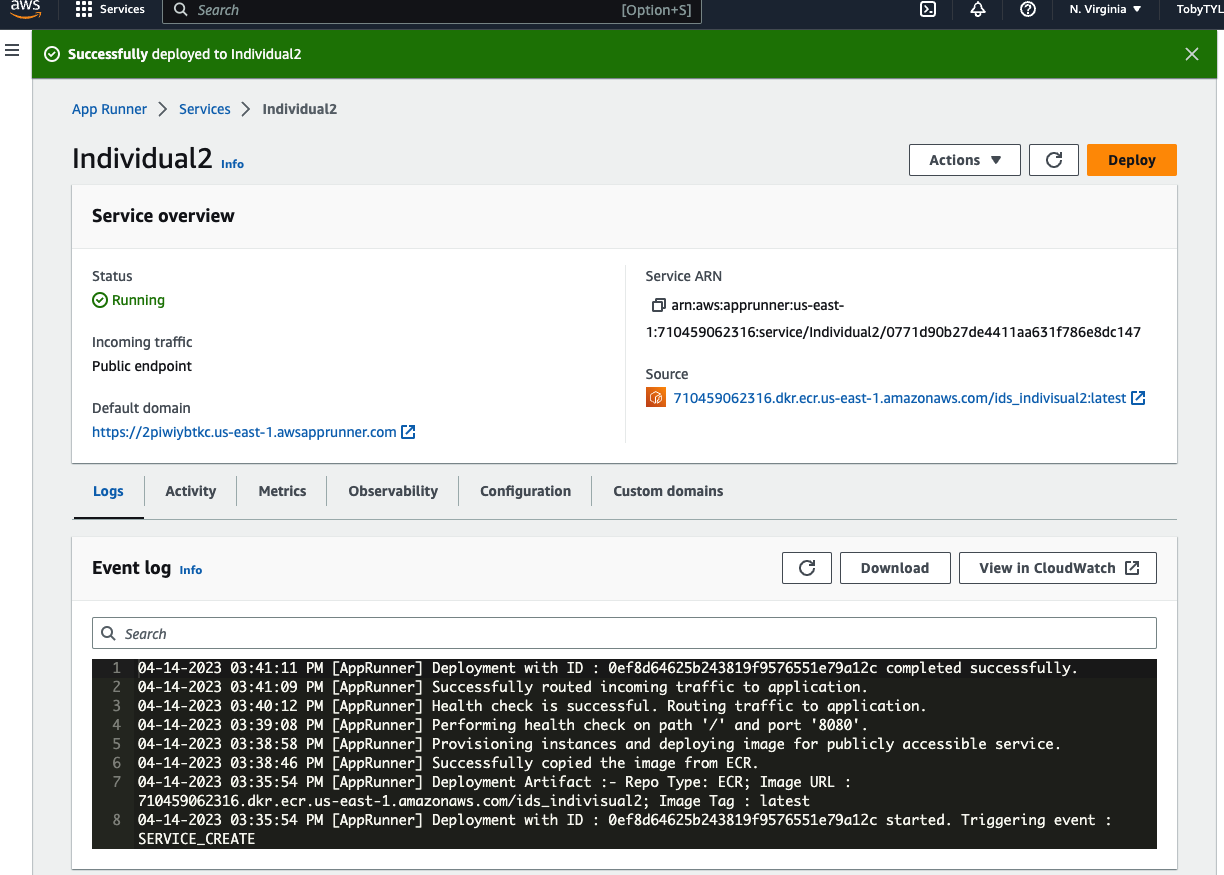 aws
Services
Search
[Option+S]
N. Virginia
TobyTYL
Successfully deployed to Individual2
App Runner
Services
Individual2
Individual2
Info
Actions
Deploy
Service overview
Status
Running
Incoming traffic
Public endpoint
Default domain
https://2piwiybtkc.us-east-1.awsapprunner.com
Service ARN
arn:aws:apprunner:us-east-
1:710459062316:service/Individual2/0771d90b27de4411aa631f786e8dc147
Source
710459062316.dkr.ecr.us-east-1.amazonaws.com/ids_indivisual2:latest
Logs
Activity
Metrics
Observability
Configuration
Custom domains
Event log
Info
Download
View in CloudWatch
Search
1 04-14-2023 03:41:11 PM [AppRunner] Deployment with ID : 0ef8d64625b243819f9576551e79a12c completed successfully.
2 04-14-2023 03:41:09 PM [AppRunner] Successfully routed incoming traffic to application.
3 04-14-2023 03:40:12 PM [AppRunner] Health check is successful. Routing traffic to application.
4 04-14-2023 03:39:08 PM [AppRunner] Performing health check on path '/' and port '8080'.
5 04-14-2023 03:38:58 PM [AppRunner] Provisioning instances and deploying image for publicly accessible service.
6 04-14-2023 03:38:46 PM [AppRunner] Successfully copied the image from ECR.
7 04-14-2023 03:35:54 PM [AppRunner] Deployment Artifact :- Repo Type: ECR; Image URL :
710459062316.dkr.ecr.us-east-1.amazonaws.com/ids_indivisual2; Image Tag : latest
8 04-14-2023 03:35:54 PM [AppRunner] Deployment with ID : 0ef8d64625b243819f9576551e79a12c started. Triggering event :
SERVICE_CREATE